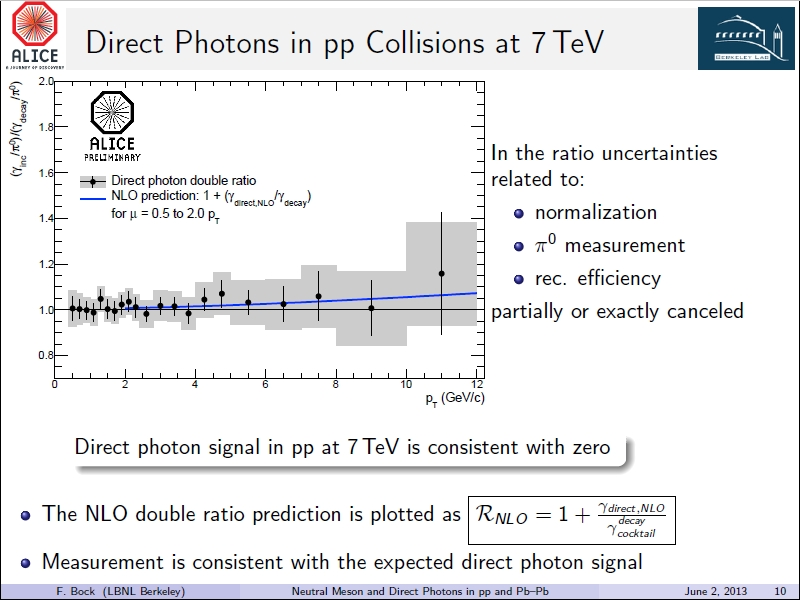 ALICE
A JOURNEY OF DISCOVERY
Direct Photons in pp Collisions at 7 TeV
BERKELEY LAB
(γinc /π0)/(γdecay/π0)
2.0
1.8
1.6
1.4
1.2
1.0
0.8
ALICE
PRELIMINARY
Direct photon double ratio
NLO prediction: 1 + (γdirect,NLO/γdecay)
for μ = 0.5 to 2.0 pT
0 2 4 6 8 10 12
pT (GeV/c)
In the ratio uncertainties
related to:
normalization
π0 measurement
rec. efficiency
partially or exactly canceled
Direct photon signal in pp at 7 TeV is consistent with zero
The NLO double ratio prediction is plotted as RNLO = 1 + γdirect,NLO / γdecay cocktail
Measurement is consistent with the expected direct photon signal
F. Bock (LBNL Berkeley) Neutral Meson and Direct Photons in pp and Pb–Pb June 2, 2013 10